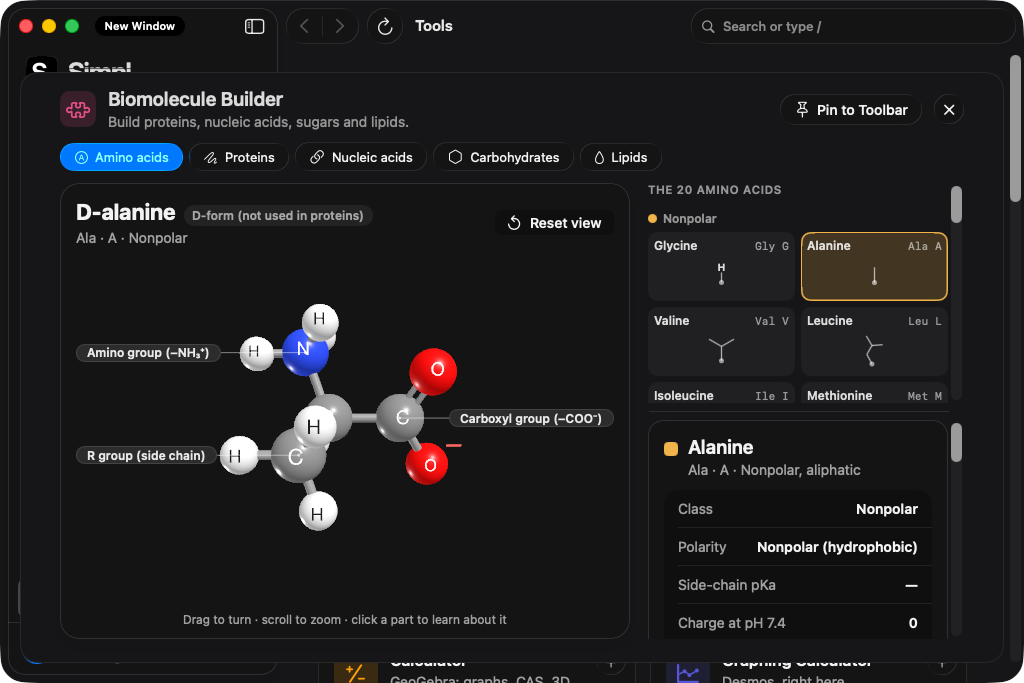 New Window
Tools
Search or type /
Biomolecule Builder
Build proteins, nucleic acids, sugars and lipids.
Pin to Toolbar
Amino acids
Proteins
Nucleic acids
Carbohydrates
Lipids
D-alanine
D-form (not used in proteins)
Ala · A · Nonpolar
Reset view
H
H
N
Amino group (–NH₃⁺)
O
C
Carboxyl group (–COO⁻)
H
R group (side chain)
H
C
O
H
Drag to turn · scroll to zoom · click a part to learn about it
THE 20 AMINO ACIDS
Nonpolar
Glycine Gly G
H
Alanine Ala A
Valine Val V
Leucine Leu L
Isoleucine Ile I
Methionine Met M
Alanine
Ala · A · Nonpolar, aliphatic
Class Nonpolar
Polarity Nonpolar (hydrophobic)
Side-chain pKa —
Charge at pH 7.4 0
Calculator
GeoGebra: graphs, CAS, 3D
Graphing Calculator
Desmos, right here